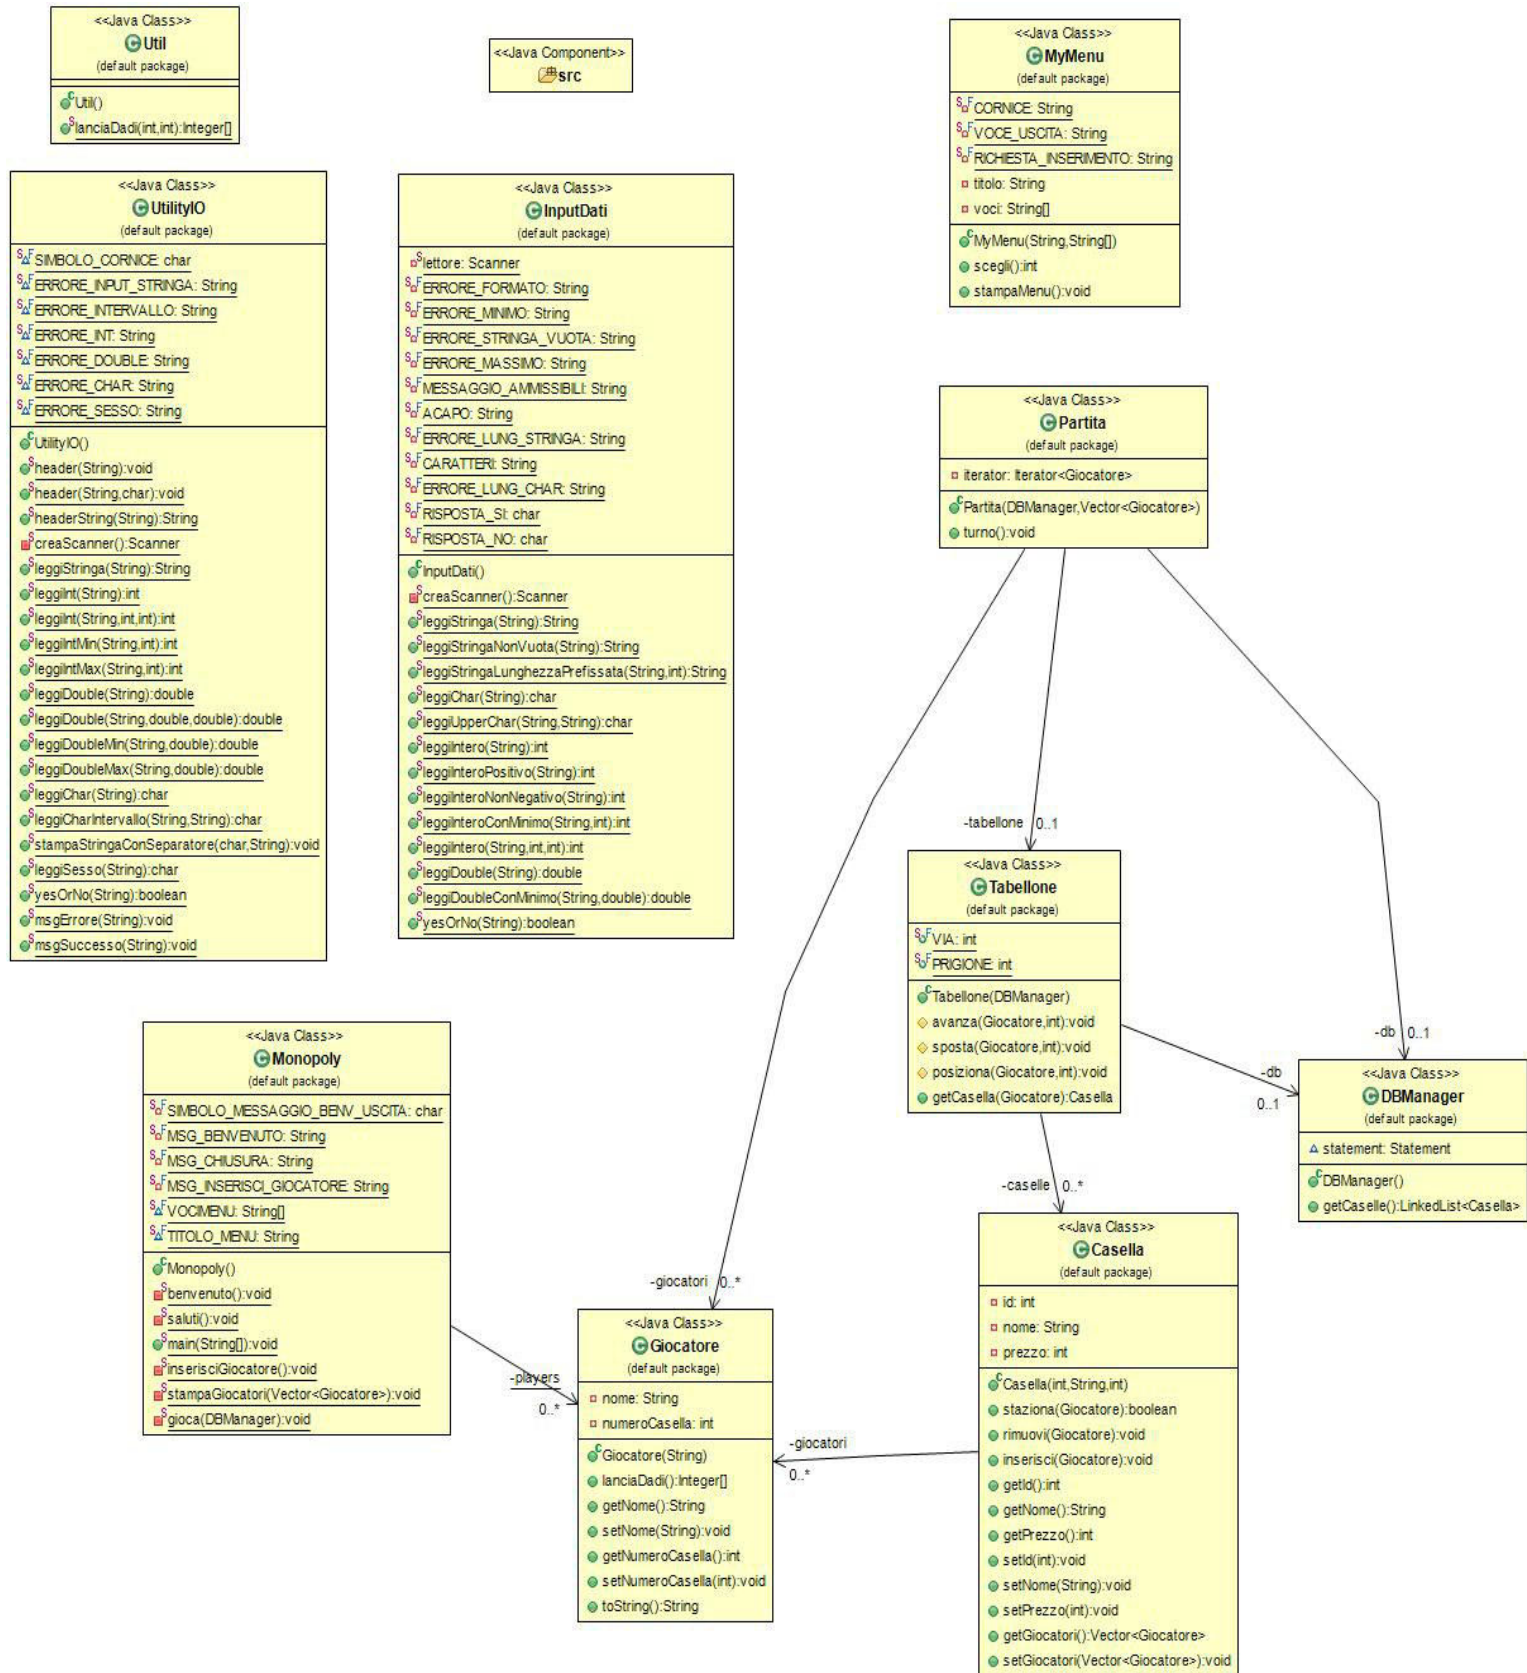 <<Java Class>>
Util
(default package)
Util()
lanciaDadi(int,int):Integer[]
<<Java Component>>
src
<<Java Class>>
MyMenu
(default package)
CORNICE: String
VOCE_USCITA: String
RICHIESTA_INSERIMENTO: String
titolo: String
voci: String[]
MyMenu(String,String[])
scegli():int
stampaMenu():void
<<Java Class>>
UtilityIO
(default package)
SIMBOLO_CORNICE: char
ERRORE_INPUT_STRINGA: String
ERRORE_INTERVALLO: String
ERRORE_INT: String
ERRORE_DOUBLE: String
ERRORE_CHAR: String
ERRORE_SESSO: String
UtilityIO()
header(String):void
header(String,char):void
headerString(String):String
creaScanner():Scanner
leggiStringa(String):String
leggiInt(String):int
leggiInt(String,int,int):int
leggiIntMin(String,int):int
leggiIntMax(String,int):int
leggiDouble(String):double
leggiDouble(String,double,double):double
leggiDoubleMin(String,double):double
leggiDoubleMax(String,double):double
leggiChar(String):char
leggiCharIntervallo(String,String):char
stampaStringaConSeparatore(char,String):void
leggiSesso(String):char
yesOrNo(String):boolean
msgErrore(String):void
msgSuccesso(String):void
<<Java Class>>
InputDati
(default package)
lettore: Scanner
ERRORE_FORMATO: String
ERRORE_MINIMO: String
ERRORE_STRINGA_VUOTA: String
ERRORE_MASSIMO: String
MESSAGGIO_AMMISSIBILI: String
ACAPO: String
ERRORE_LUNG_STRINGA: String
CARATTERI: String
ERRORE_LUNG_CHAR: String
RISPOSTA_SI: char
RISPOSTA_NO: char
InputDati()
creaScanner():Scanner
leggiStringa(String):String
leggiStringaNonVuota(String):String
leggiStringaLunghezzaPrefissata(String,int):String
leggiChar(String):char
leggiUpperChar(String,String):char
leggiIntero(String):int
leggiInteroPositivo(String):int
leggiInteroNonNegativo(String):int
leggiInteroConMinimo(String,int):int
leggiIntero(String,int,int):int
leggiDouble(String):double
leggiDoubleConMinimo(String,double):double
yesOrNo(String):boolean
<<Java Class>>
Partita
(default package)
iterator: Iterator<Giocatore>
Partita(DBManager,Vector<Giocatore>)
turno():void
-tabellone 0..1
<<Java Class>>
Tabellone
(default package)
VIA: int
PRIGIONE: int
Tabellone(DBManager)
avanza(Giocatore,int):void
sposta(Giocatore,int):void
posiziona(Giocatore,int):void
getCasella(Giocatore):Casella
-db 0..1
-db
0..1
<<Java Class>>
DBManager
(default package)
statement: Statement
DBManager()
getCaselle():LinkedList<Casella>
<<Java Class>>
Monopoly
(default package)
SIMBOLO_MESSAGGIO_BENV_USCITA: char
MSG_BENVENUTO: String
MSG_CHIUSURA: String
MSG_INSERISCI_GIOCATORE: String
VOCIMENU: String[]
TITOLO_MENU: String
Monopoly()
benvenuto():void
saluti():void
main(String[]):void
inserisciGiocatore():void
stampaGiocatori(Vector<Giocatore>):void
gioca(DBManager):void
-giocatori 0..*
-players
0..*
<<Java Class>>
Giocatore
(default package)
nome: String
numeroCasella: int
Giocatore(String)
lanciaDadi():Integer[]
getNome():String
setNome(String):void
getNumeroCasella():int
setNumeroCasella(int):void
toString():String
-giocatori
0..*
-caselle 0..*
<<Java Class>>
Casella
(default package)
id: int
nome: String
prezzo: int
Casella(int,String,int)
staziona(Giocatore):boolean
rimuovi(Giocatore):void
inserisci(Giocatore):void
getId():int
getNome():String
getPrezzo():int
setId(int):void
setNome(String):void
setPrezzo(int):void
getGiocatori():Vector<Giocatore>
setGiocatori(Vector<Giocatore>):void